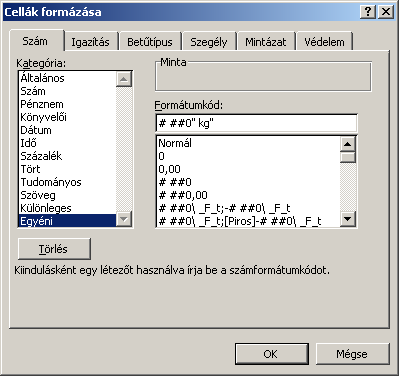 Cellák formázása
Szám
Igazítás
Betűtípus
Szegély
Mintázat
Védelem
Kategória:
Általános
Szám
Pénznem
Könyvelői
Dátum
Idő
Százalék
Tört
Tudományos
Szöveg
Különleges
Egyéni
Minta
Formátumkód:
# ##0" kg"
Normál
0
0,00
# ##0
# ##0,00
# ##0\ _F_t;-# ##0\ _F_t
# ##0\ _F_t;[Piros]-# ##0\ _F_t
Törlés
Kiindulásként egy létezőt használva írja be a számformátumkódot.
OK
Mégse